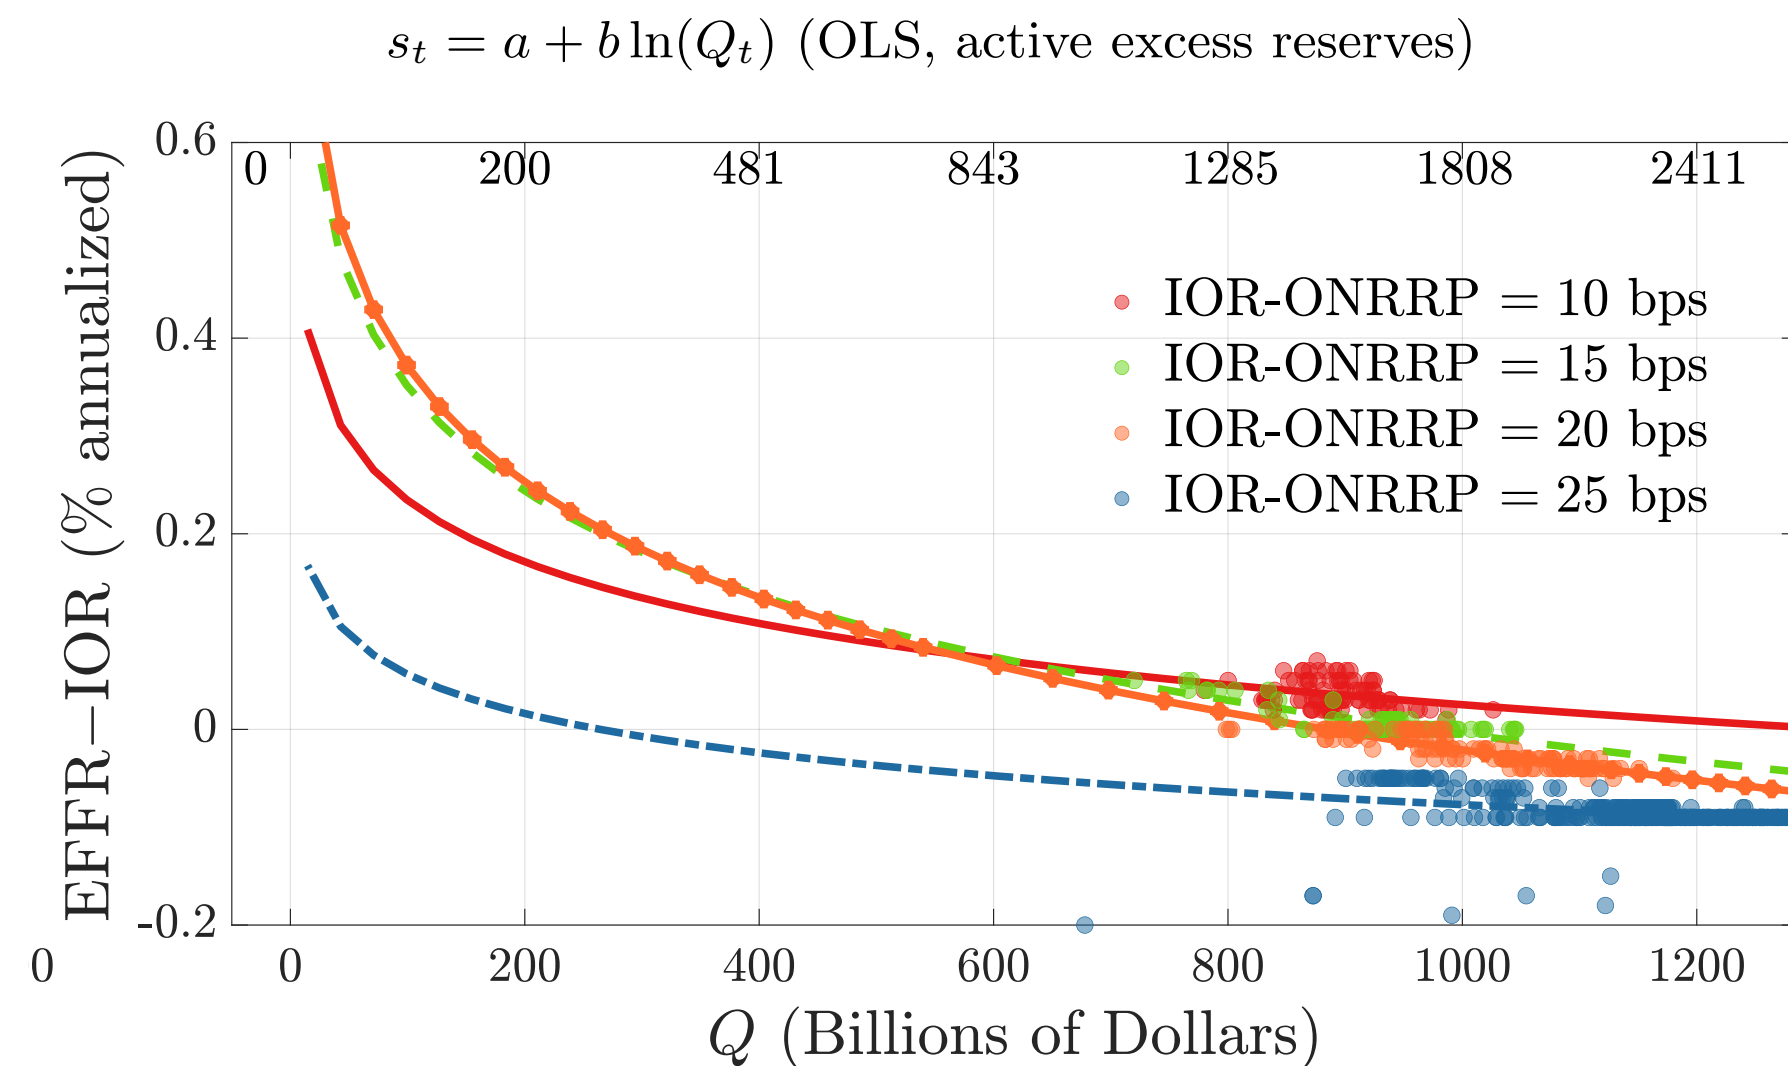 s_t = a + b ln(Q_t) (OLS, active excess reserves)
EFFR−IOR (% annualized)
0.6
0.4
0.2
0
-0.2
0 200 481 843 1285 1808 2411
IOR-ONRRP = 10 bps
IOR-ONRRP = 15 bps
IOR-ONRRP = 20 bps
IOR-ONRRP = 25 bps
0 0 200 400 600 800 1000 1200
Q (Billions of Dollars)